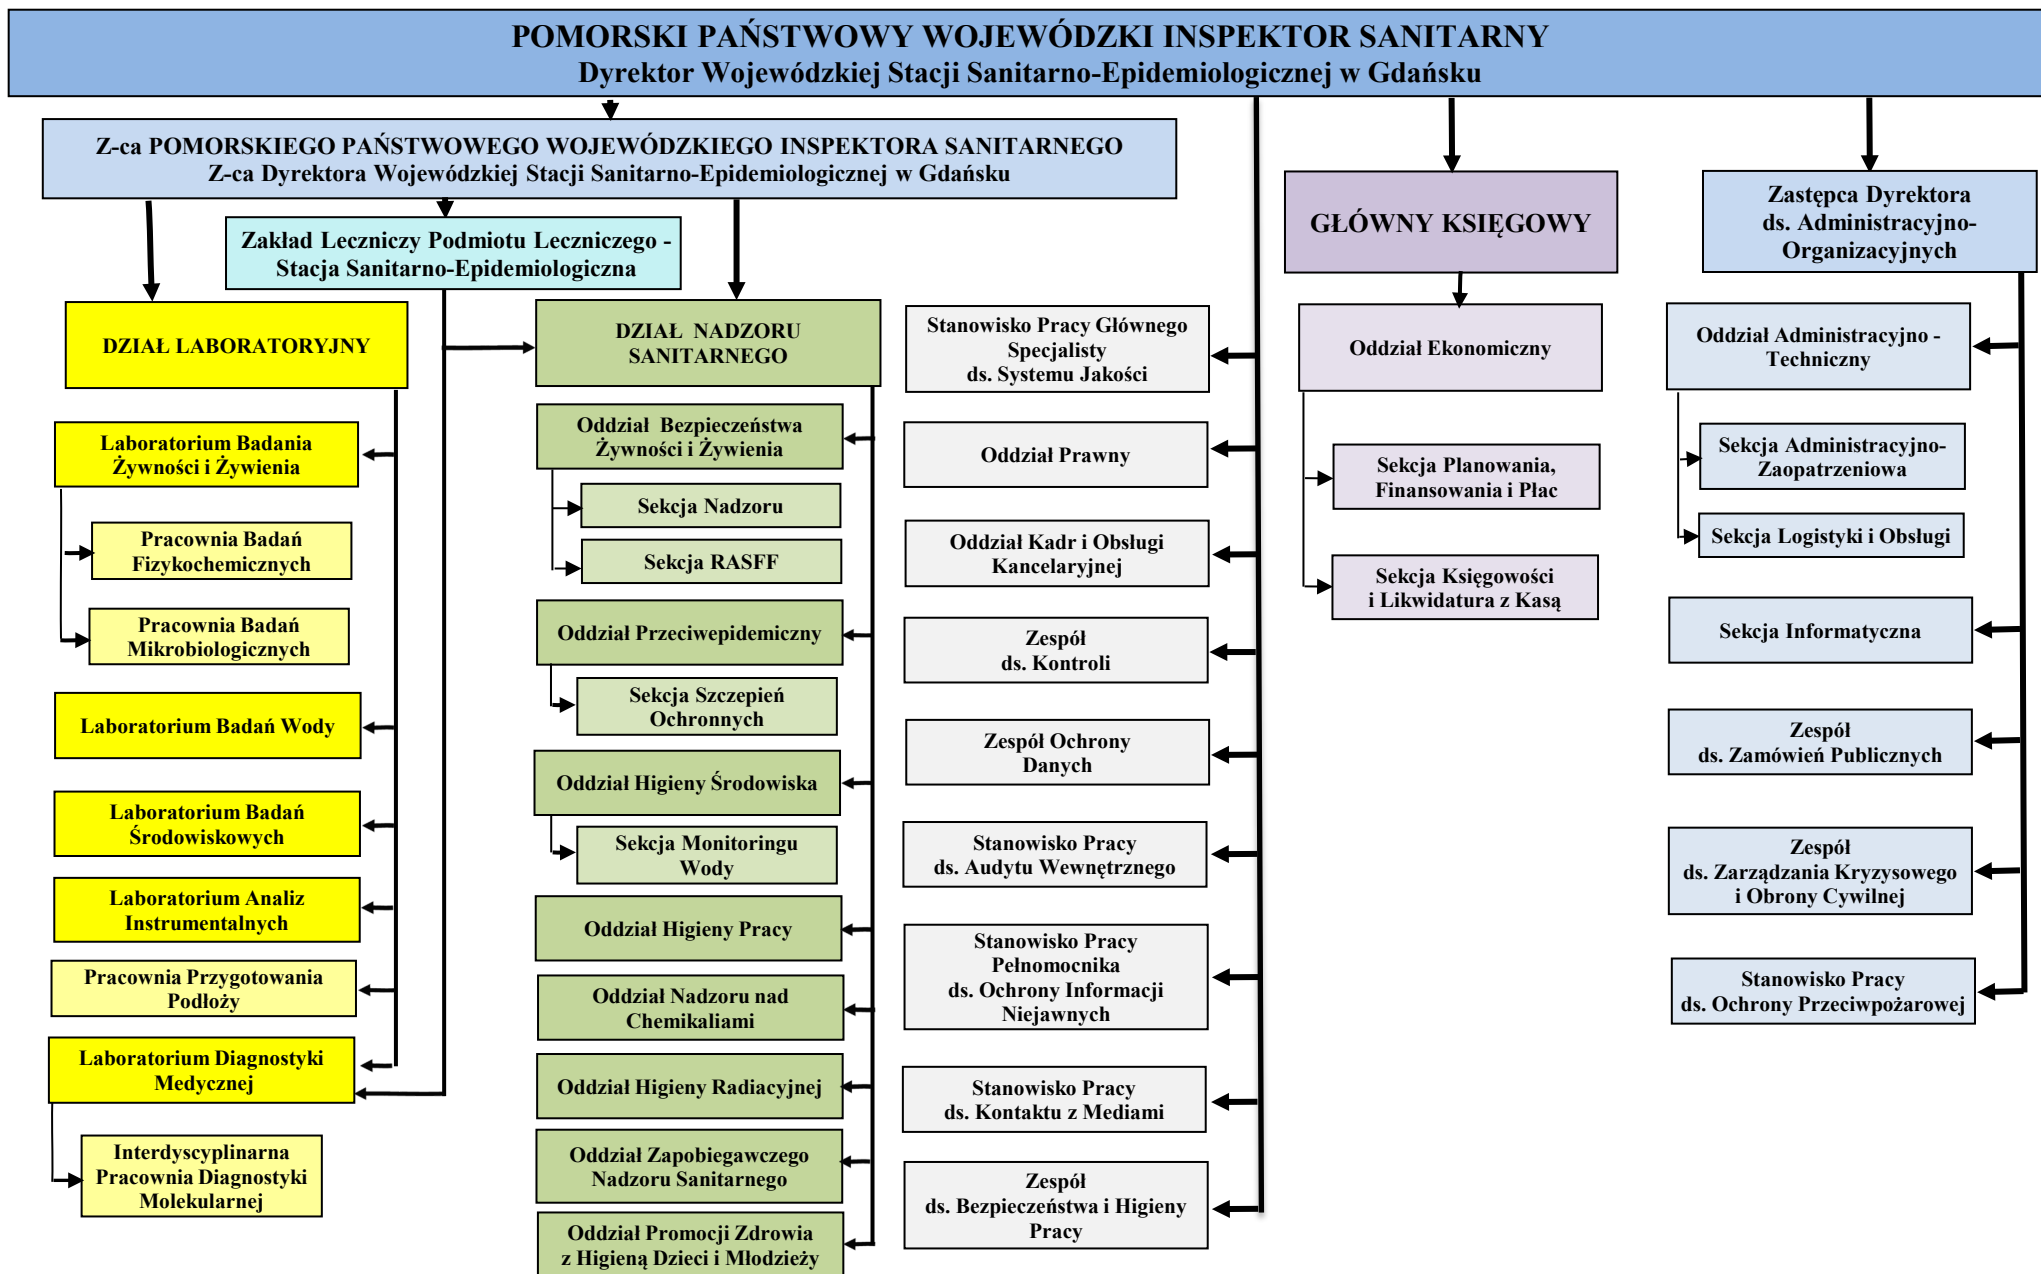 POMORSKI PAŃSTWOWY WOJEWÓDZKI INSPEKTOR SANITARNY
Dyrektor Wojewódzkiej Stacji Sanitarno-Epidemiologicznej w Gdańsku
Z-ca POMORSKIEGO PAŃSTWOWEGO WOJEWÓDZKIEGO INSPEKTORA SANITARNEGO
Z-ca Dyrektora Wojewódzkiej Stacji Sanitarno-Epidemiologicznej w Gdańsku
Zakład Leczniczy Podmiotu Leczniczego -
Stacja Sanitarno-Epidemiologiczna
DZIAŁ LABORATORYJNY
Laboratorium Badania
Żywności i Żywienia
Pracownia Badań
Fizykochemicznych
Pracownia Badań
Mikrobiologicznych
Laboratorium Badań Wody
Laboratorium Badań
Środowiskowych
Laboratorium Analiz
Instrumentalnych
Pracownia Przygotowania
Podłoży
Laboratorium Diagnostyki
Medycznej
Interdyscyplinarna
Pracownia Diagnostyki
Molekularnej
DZIAŁ NADZORU
SANITARNEGO
Oddział Bezpieczeństwa
Żywności i Żywienia
Sekcja Nadzoru
Sekcja RASFF
Oddział Przeciwepidemiczny
Sekcja Szczepień
Ochronnych
Oddział Higieny Środowiska
Sekcja Monitoringu
Wody
Oddział Higieny Pracy
Oddział Nadzoru nad
Chemikaliami
Oddział Higieny Radiacyjnej
Oddział Zapobiegawczego
Nadzoru Sanitarnego
Oddział Promocji Zdrowia
z Higieną Dzieci i Młodzieży
Stanowisko Pracy Głównego
Specjalisty
ds. Systemu Jakości
Oddział Prawny
Oddział Kadr i Obsługi
Kancelaryjnej
Zespół
ds. Kontroli
Zespół Ochrony
Danych
Stanowisko Pracy
ds. Audytu Wewnętrznego
Stanowisko Pracy
Pełnomocnika
ds. Ochrony Informacji
Niejawnych
Stanowisko Pracy
ds. Kontaktu z Mediami
Zespół
ds. Bezpieczeństwa i Higieny
Pracy
GŁÓWNY KSIĘGOWY
Oddział Ekonomiczny
Sekcja Planowania,
Finansowania i Płac
Sekcja Księgowości
i Likwidatura z Kasą
Zastępca Dyrektora
ds. Administracyjno-
Organizacyjnych
Oddział Administracyjno -
Techniczny
Sekcja Administracyjno-
Zaopatrzeniowa
Sekcja Logistyki i Obsługi
Sekcja Informatyczna
Zespół
ds. Zamówień Publicznych
Zespół
ds. Zarządzania Kryzysowego
i Obrony Cywilnej
Stanowisko Pracy
ds. Ochrony Przeciwpożarowej